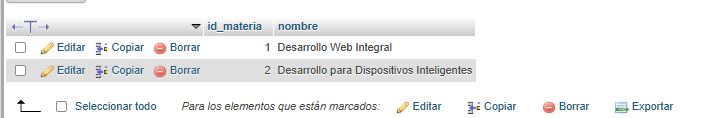 id_materia nombre
Editar Copiar Borrar 1 Desarrollo Web Integral
Editar Copiar Borrar 2 Desarrollo para Dispositivos Inteligentes
Seleccionar todo Para los elementos que están marcados: Editar Copiar Borrar Exportar